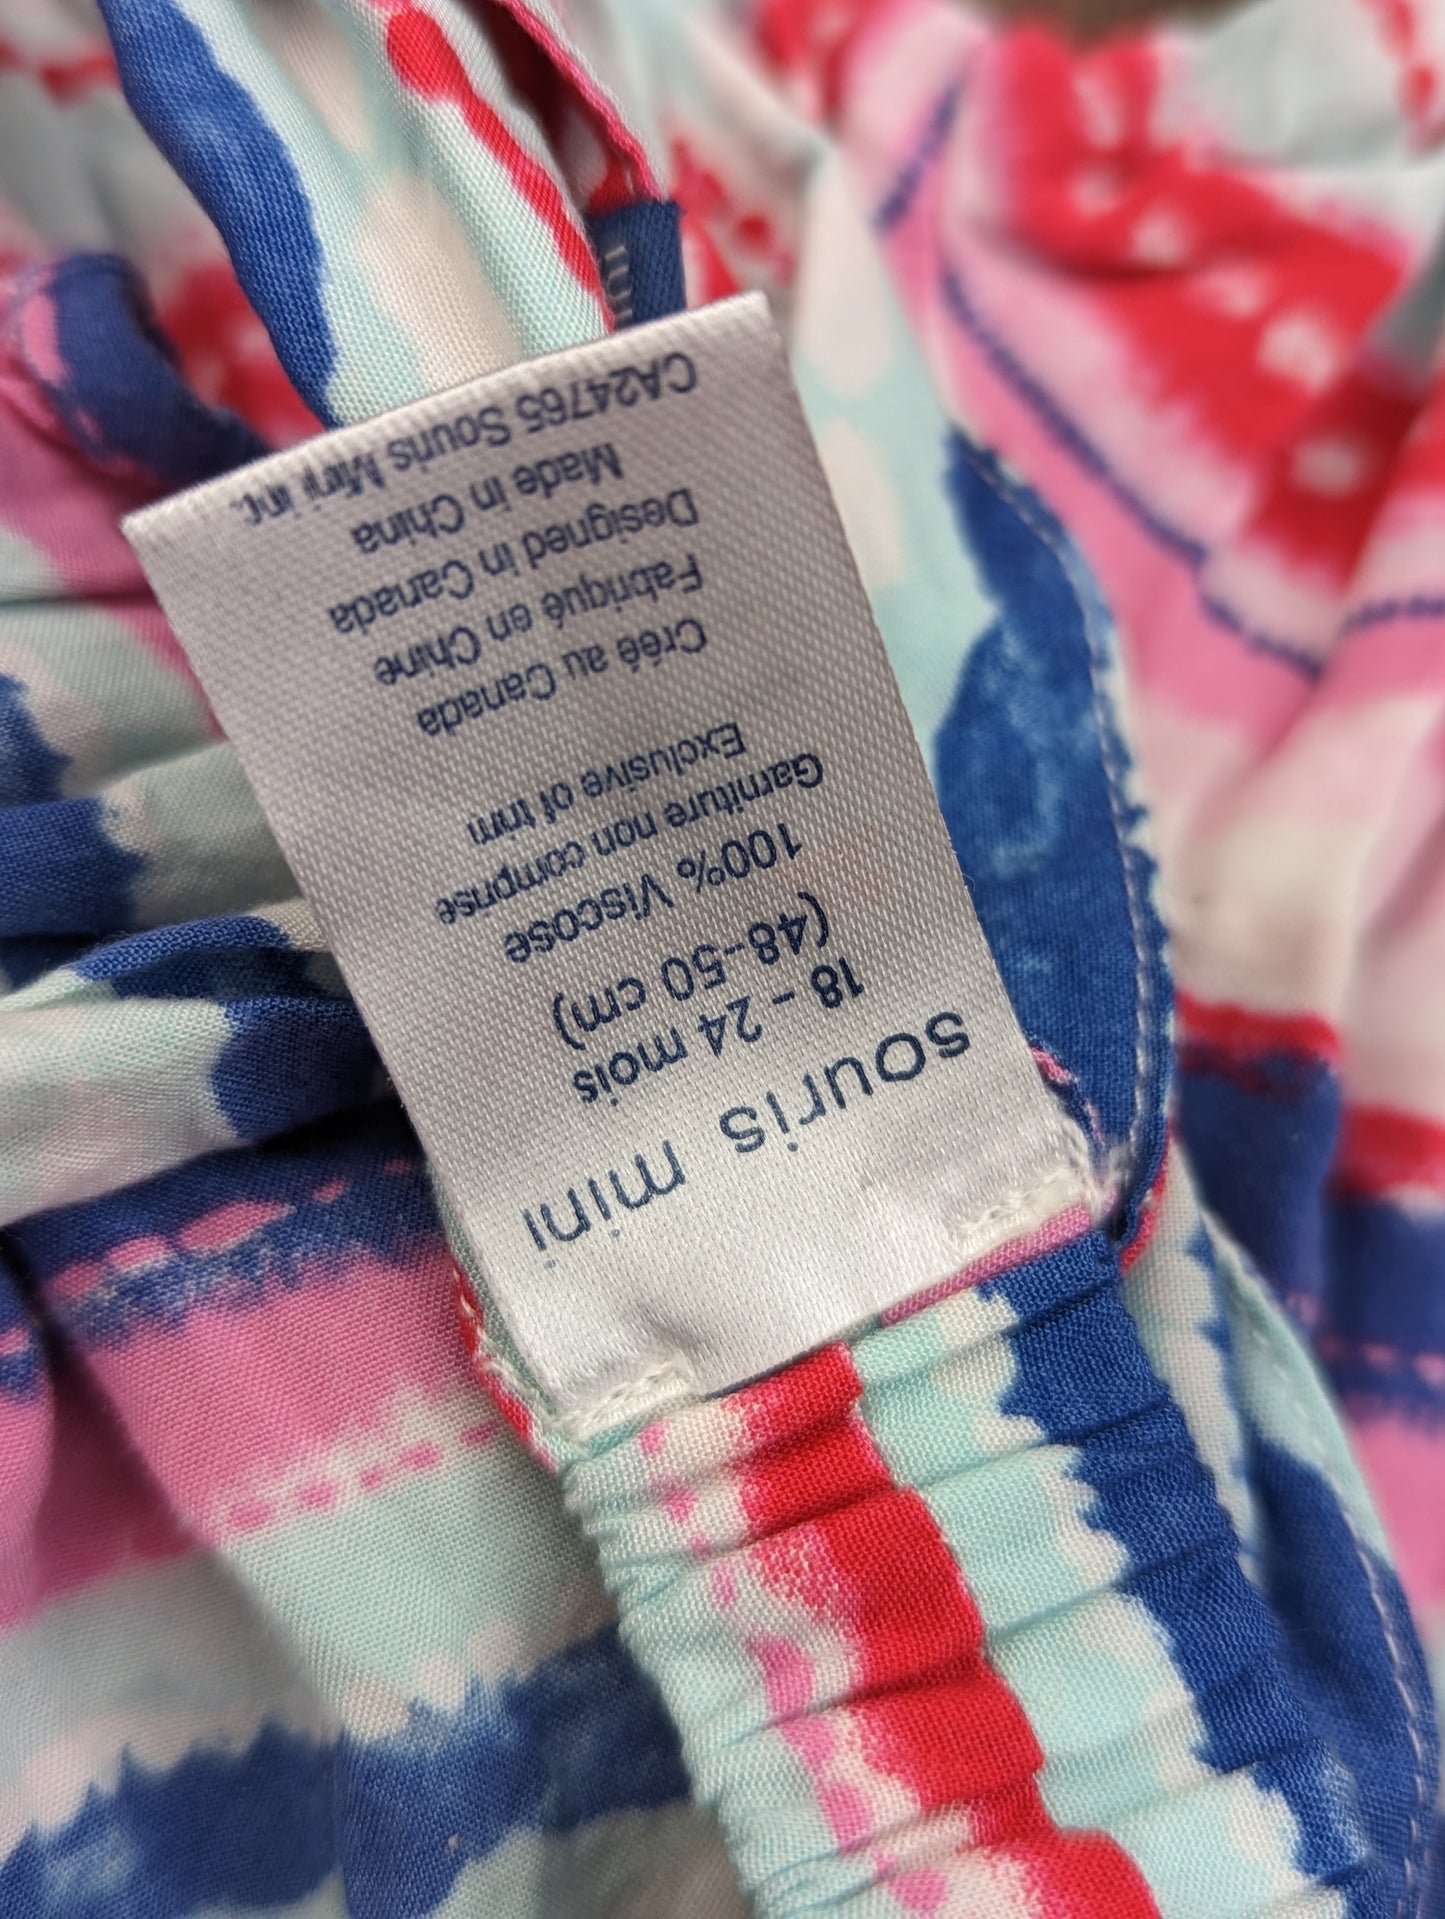 souris mini
18 - 24 mois
(48-50 cm)
100% Viscose
Garniture non comprise
Exclusive of trim
Créé au Canada
Fabriqué en Chine
Designed in Canada
Made in China
CA24765 Souris Mini inc.